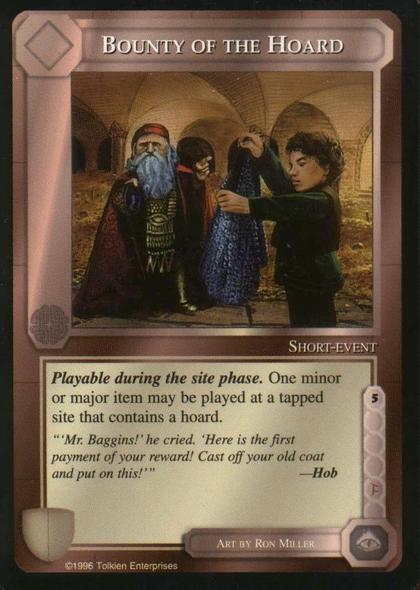 BOUNTY OF THE HOARD
SHORT-EVENT
Playable during the site phase. One minor
or major item may be played at a tapped
site that contains a hoard.
5
“‘Mr. Baggins!’ he cried. ‘Here is the first
payment of your reward! Cast off your old coat
and put on this!’”
—Hob
ART BY RON MILLER
©1996 Tolkien Enterprises